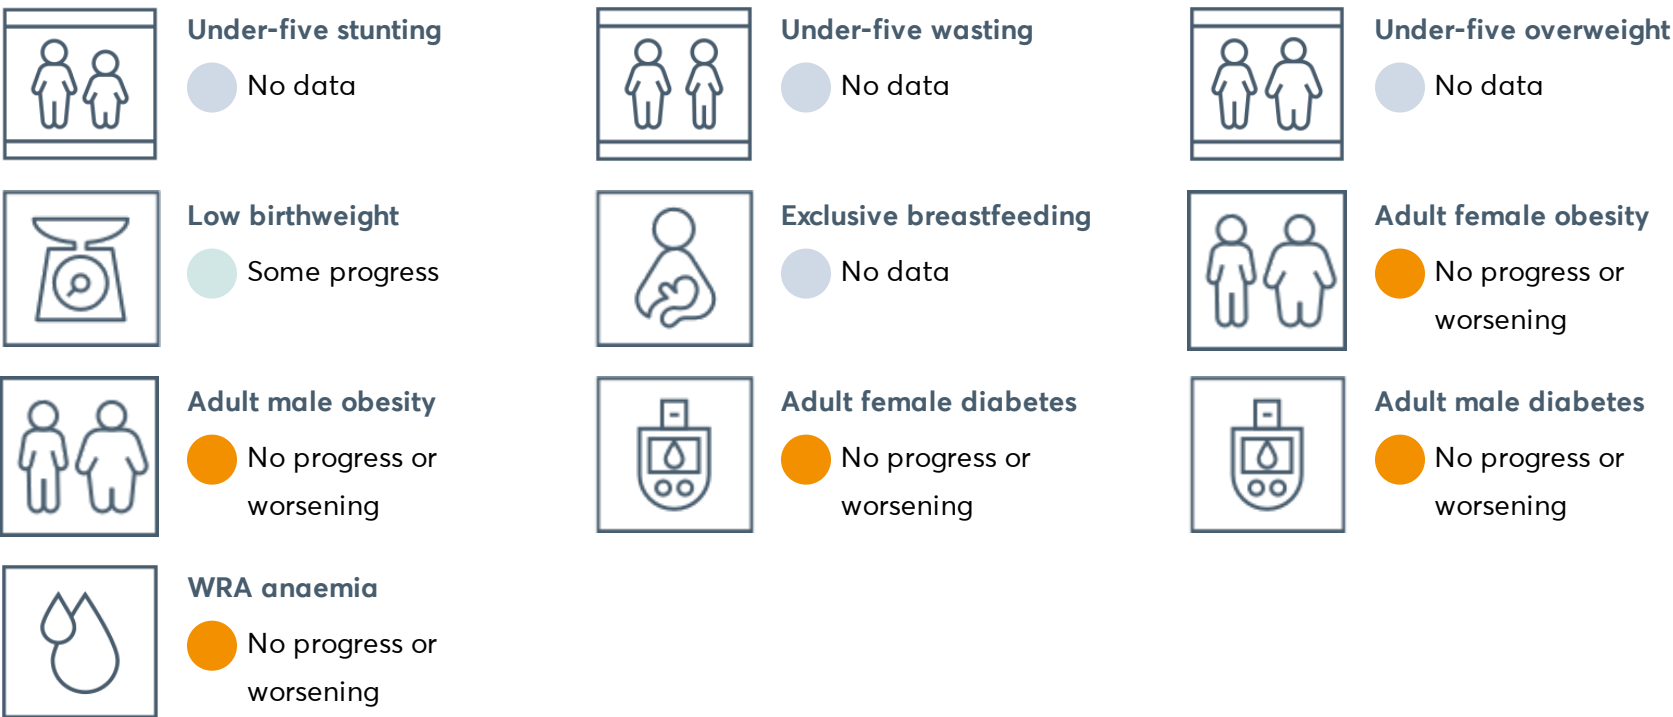 Under-five stunting
No data
Under-five wasting
No data
Under-five overweight
No data
Low birthweight
Some progress
Exclusive breastfeeding
No data
Adult female obesity
No progress or
worsening
Adult male obesity
No progress or
worsening
Adult female diabetes
No progress or
worsening
Adult male diabetes
No progress or
worsening
WRA anaemia
No progress or
worsening